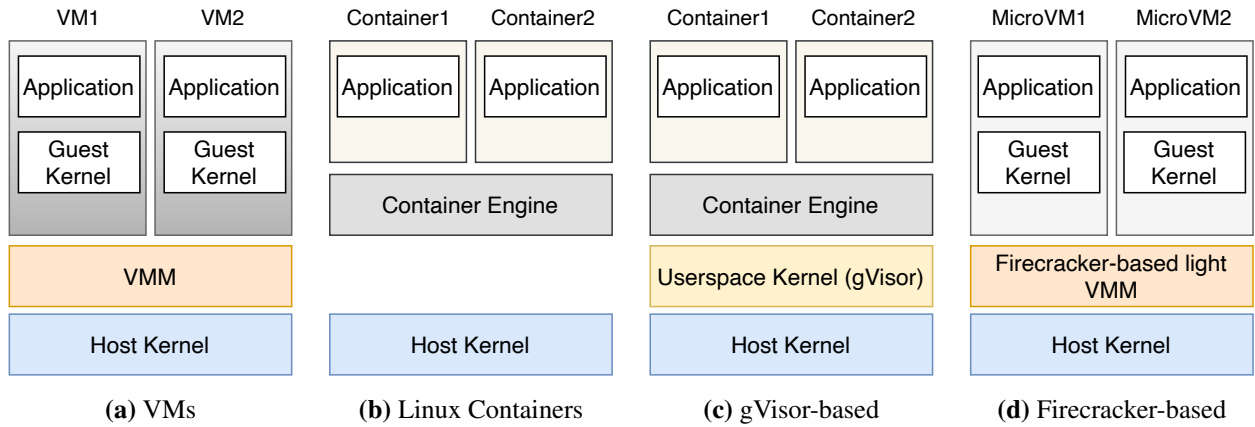 VM1
VM2
Application
Application
Guest
Kernel
Guest
Kernel
VMM
Host Kernel
(a) VMs
Container1
Container2
Application
Application
Container Engine
Host Kernel
(b) Linux Containers
Container1
Container2
Application
Application
Container Engine
Userspace Kernel (gVisor)
Host Kernel
(c) gVisor-based
MicroVM1
MicroVM2
Application
Application
Guest
Kernel
Guest
Kernel
Firecracker-based light
VMM
Host Kernel
(d) Firecracker-based